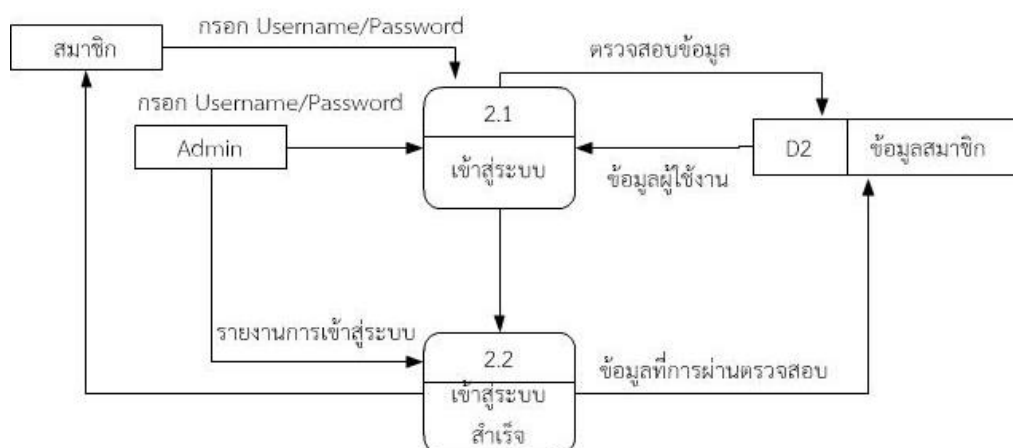 กรอก Username/Password
สมาชิก
ตรวจสอบข้อมูล
กรอก Username/Password
2.1
Admin
D2
ข้อมูลสมาชิก
เข้าสู่ระบบ
ข้อมูลผู้ใช้งาน
รายงานการเข้าสู่ระบบ
2.2
ข้อมูลที่การผ่านตรวจสอบ
เข้าสู่ระบบ
สำเร็จ